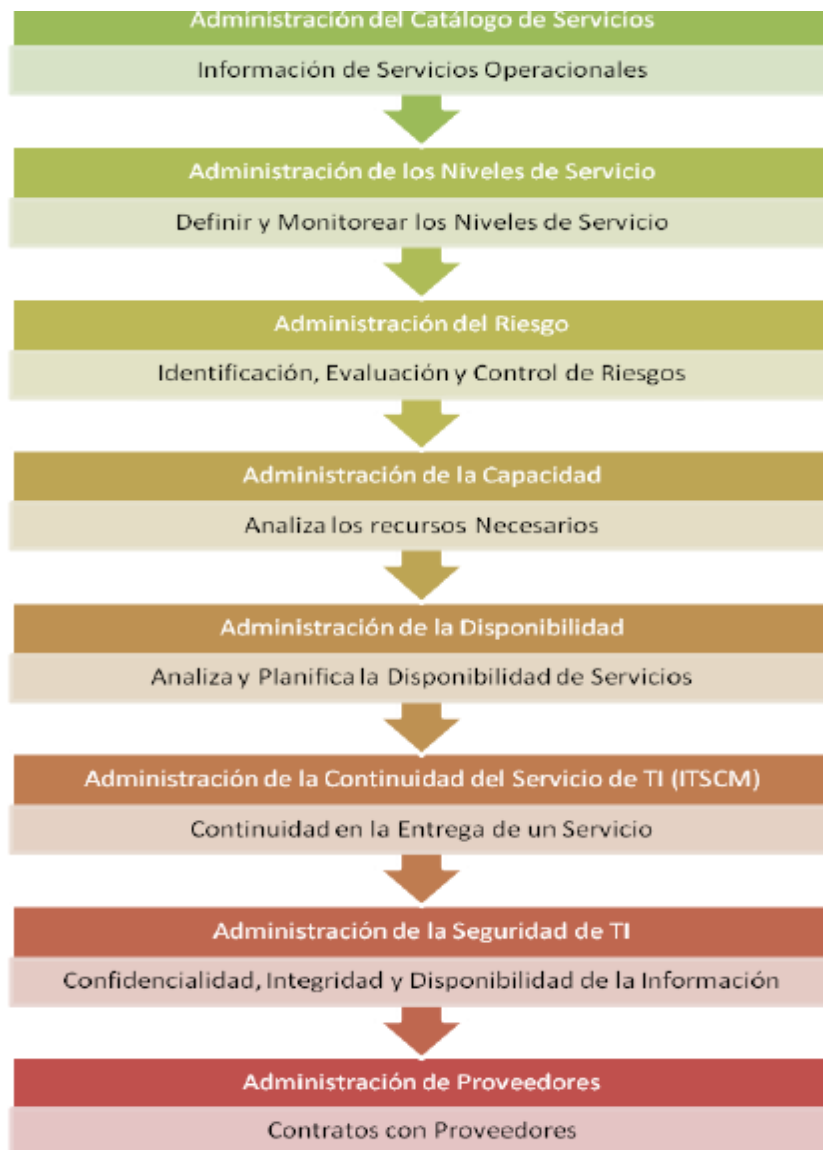 Administración del Catálogo de Servicios
Información de Servicios Operacionales
Administración de los Niveles de Servicio
Definir y Monitorear los Niveles de Servicio
Administración del Riesgo
Identificación, Evaluación y Control de Riesgos
Administración de la Capacidad
Analiza los recursos Necesarios
Administración de la Disponibilidad
Analiza y Planifica la Disponibilidad de Servicios
Administración de la Continuidad del Servicio de TI (ITSCM)
Continuidad en la Entrega de un Servicio
Administración de la Seguridad de TI
Confidencialidad, Integridad y Disponibilidad de la Información
Administración de Proveedores
Contratos con Proveedores